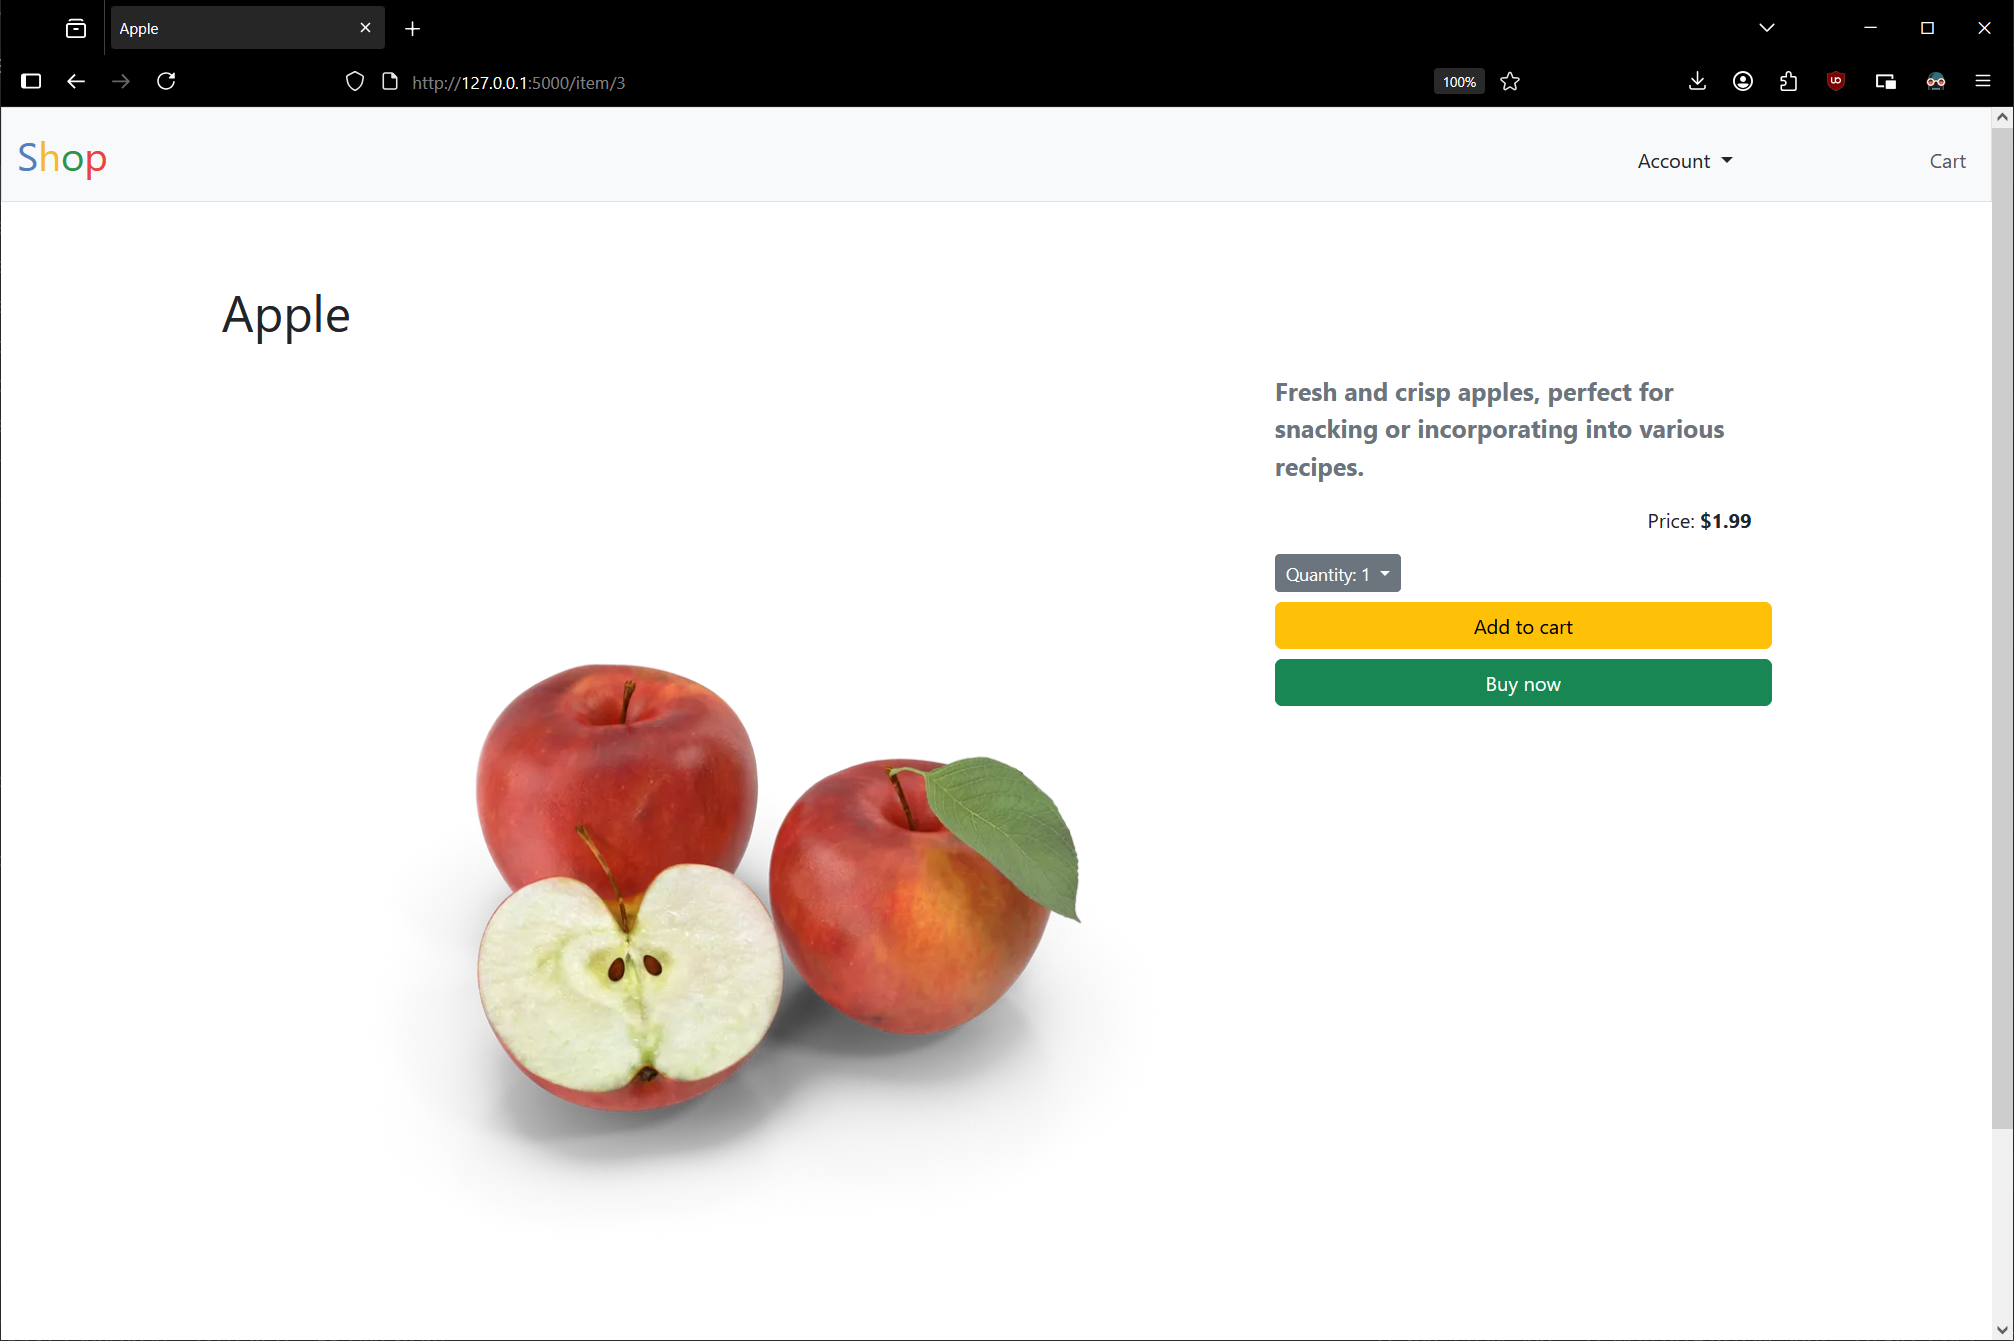 Apple
http://127.0.0.1:5000/item/3
100%
Shop
Account
Cart
Apple
Fresh and crisp apples, perfect for
snacking or incorporating into various
recipes.
Price: $1.99
Quantity: 1
Add to cart
Buy now